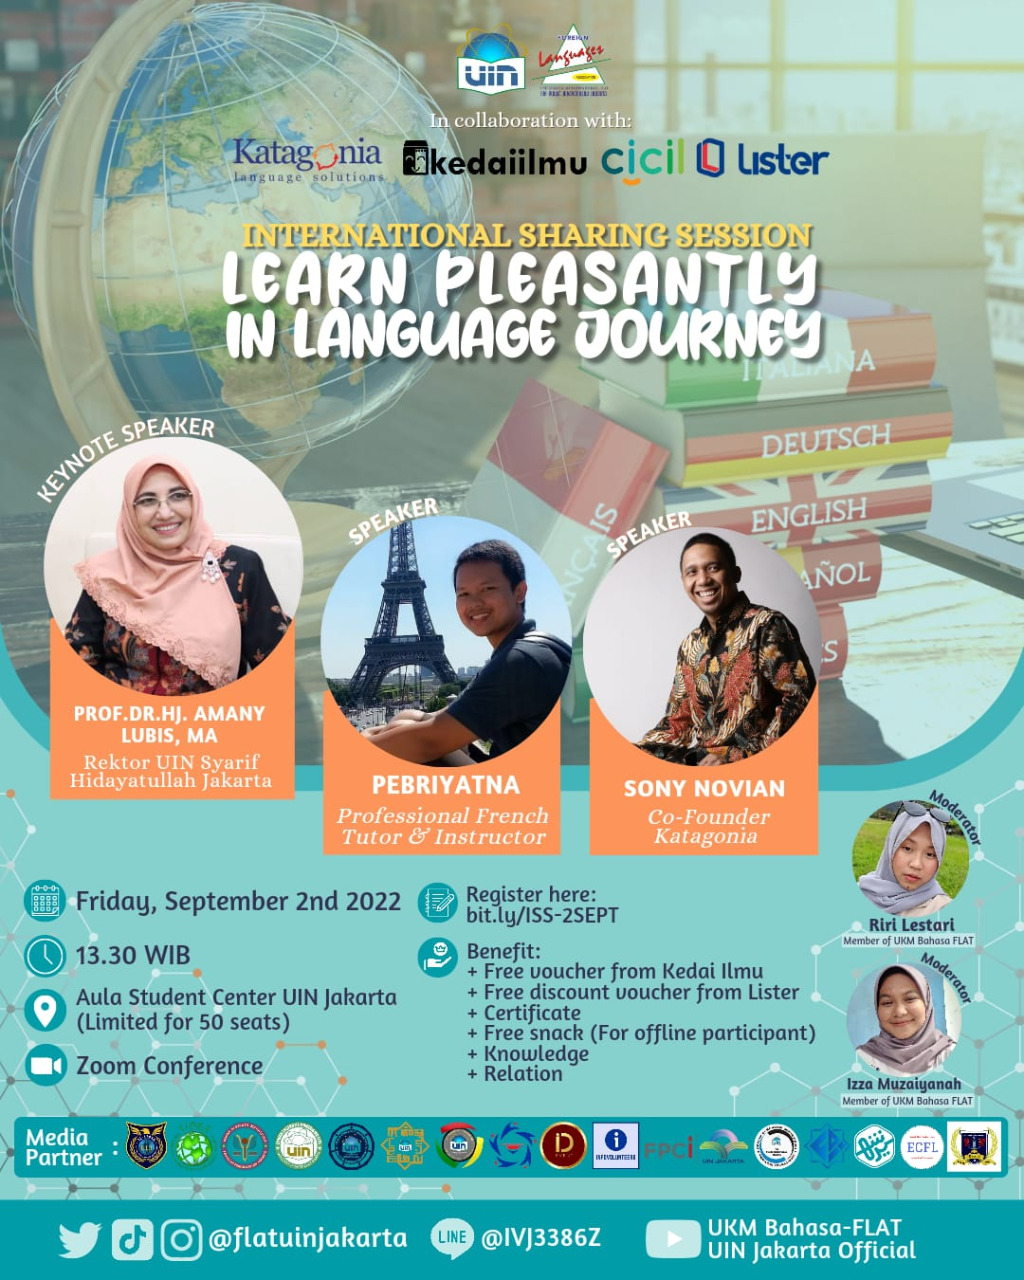 UIN
FOREIGN
Languages
In collaboration with:
Katagonia
language solutions
kedaiilmu
cicil
Lister
INTERNATIONAL SHARING SESSION
LEARN PLEASANTLY
IN LANGUAGE JOURNEY
ITALIANA
DEUTSCH
ENGLISH
KEYNOTE SPEAKER
SPEAKER
SPEAKER
PROF.DR.HJ. AMANY
LUBIS, MA
Rektor UIN Syarif
Hidayatullah Jakarta
PEBRIYATNA
Professional French
Tutor & Instructor
SONY NOVIAN
Co-Founder
Katagonia
Moderator
Riri Lestari
Member of UKM Bahasa FLAT
Moderator
Izza Muzaiyanah
Member of UKM Bahasa FLAT
Friday, September 2nd 2022
13.30 WIB
Aula Student Center UIN Jakarta
(Limited for 50 seats)
Zoom Conference
Register here:
bit.ly/ISS-2SEPT
Benefit:
+ Free voucher from Kedai Ilmu
+ Free discount voucher from Lister
+ Certificate
+ Free snack (For offline participant)
+ Knowledge
+ Relation
Media
Partner :
UIN
INFOVOLUNTEERS
FPCI
UIN JAKARTA
ECFL
@flatuinjakarta
LINE
@IVJ3386Z
UKM Bahasa-FLAT
UIN Jakarta Official